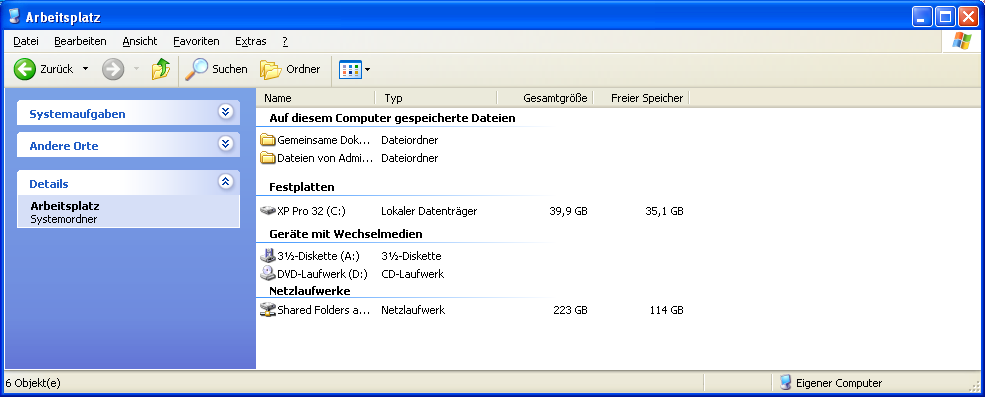 Arbeitsplatz
Datei Bearbeiten Ansicht Favoriten Extras ?
Zurück Suchen Ordner
Systemaufgaben
Andere Orte
Details
Arbeitsplatz
Systemordner
Name Typ Gesamtgröße Freier Speicher
Auf diesem Computer gespeicherte Dateien
Gemeinsame Dok... Dateiordner
Dateien von Admi... Dateiordner
Festplatten
XP Pro 32 (C:) Lokaler Datenträger 39,9 GB 35,1 GB
Geräte mit Wechselmedien
3½-Diskette (A:) 3½-Diskette
DVD-Laufwerk (D:) CD-Laufwerk
Netzlaufwerke
Shared Folders a... Netzlaufwerk 223 GB 114 GB
6 Objekt(e) Eigener Computer